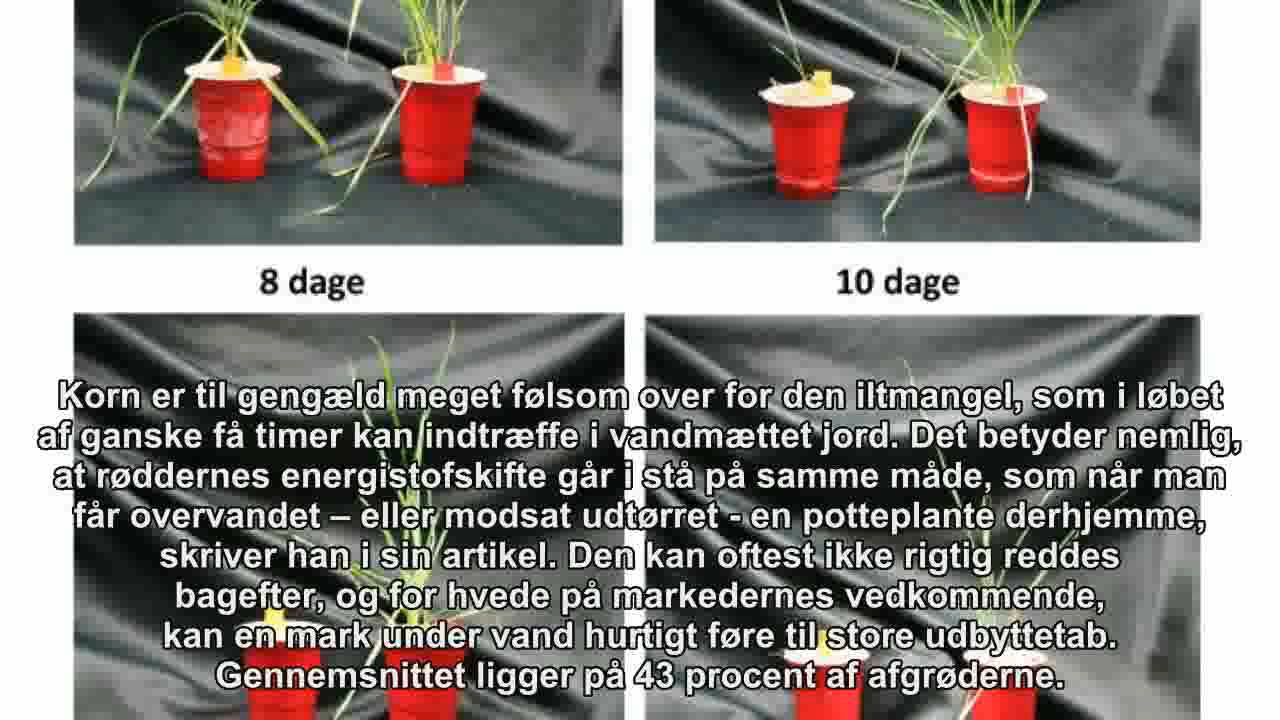 8 dage
10 dage
Korn er til gengæld meget følsom over for den iltmangel, som i løbet
af ganske få timer kan indtræffe i vandmættet jord. Det betyder nemlig,
at røddernes energistofskifte går i stå på samme måde, som når man
får overvandet – eller modsat udtørret - en potteplante derhjemme,
skriver han i sin artikel. Den kan oftest ikke rigtig reddes
bagefter, og for hvede på markedernes vedkommende,
kan en mark under vand hurtigt føre til store udbyttetab.
Gennemsnittet ligger på 43 procent af afgrøderne.